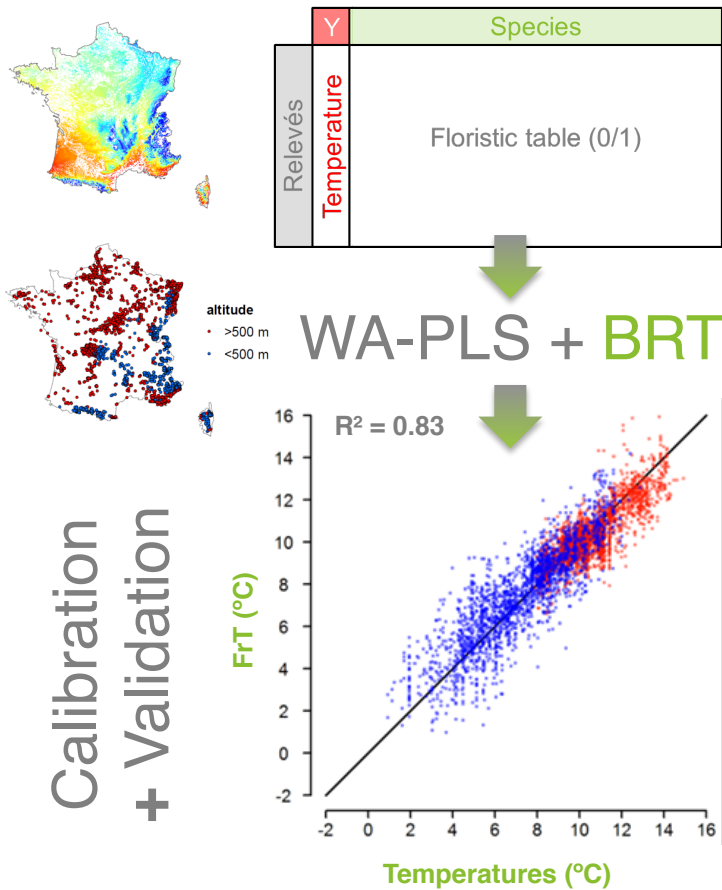 Y Species
Relevés
Temperature
Floristic table (0/1)
altitude
>500 m
<500 m
WA-PLS + BRT
Calibration
+ Validation
R² = 0.83
16
14
12
10
8
6
4
2
0
-2
FrT (ºC)
-2 0 2 4 6 8 10 12 14 16
Temperatures (ºC)